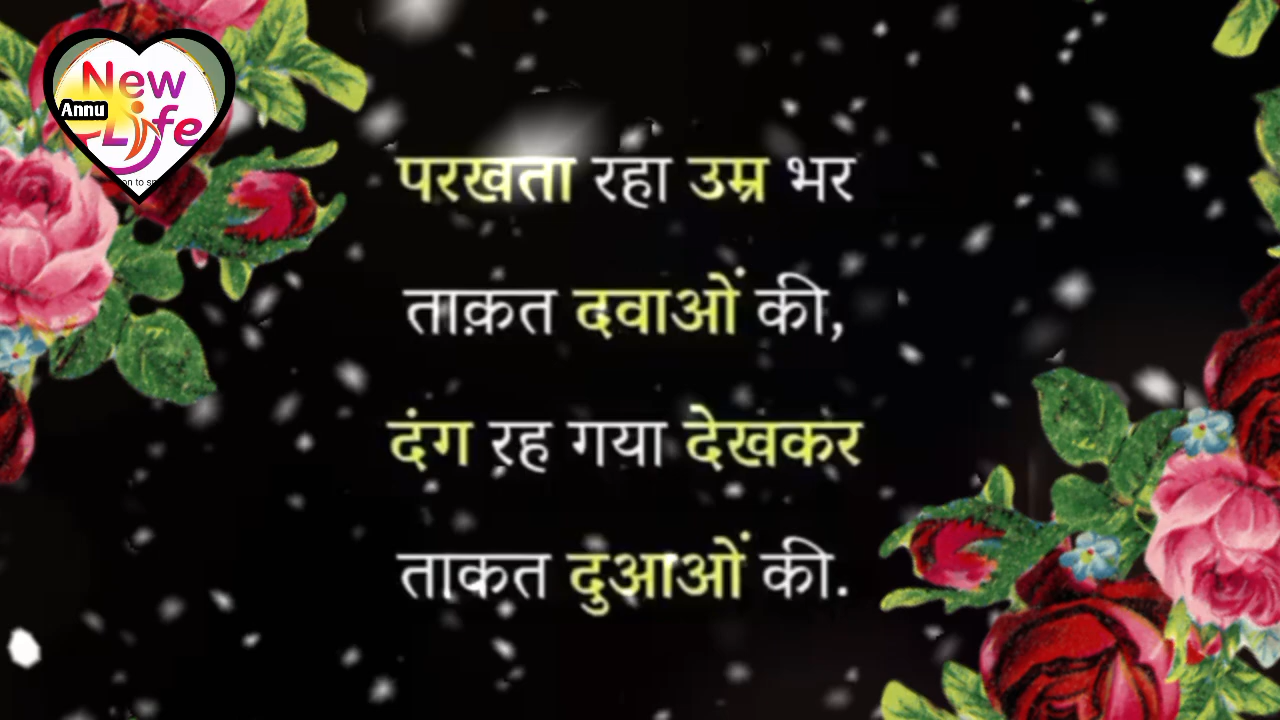 New
Annu
Life
परखता रहा उम्र भर
ताक़त दवाओं की,
दंग रह गया देखकर
ताकत दुआओं की.